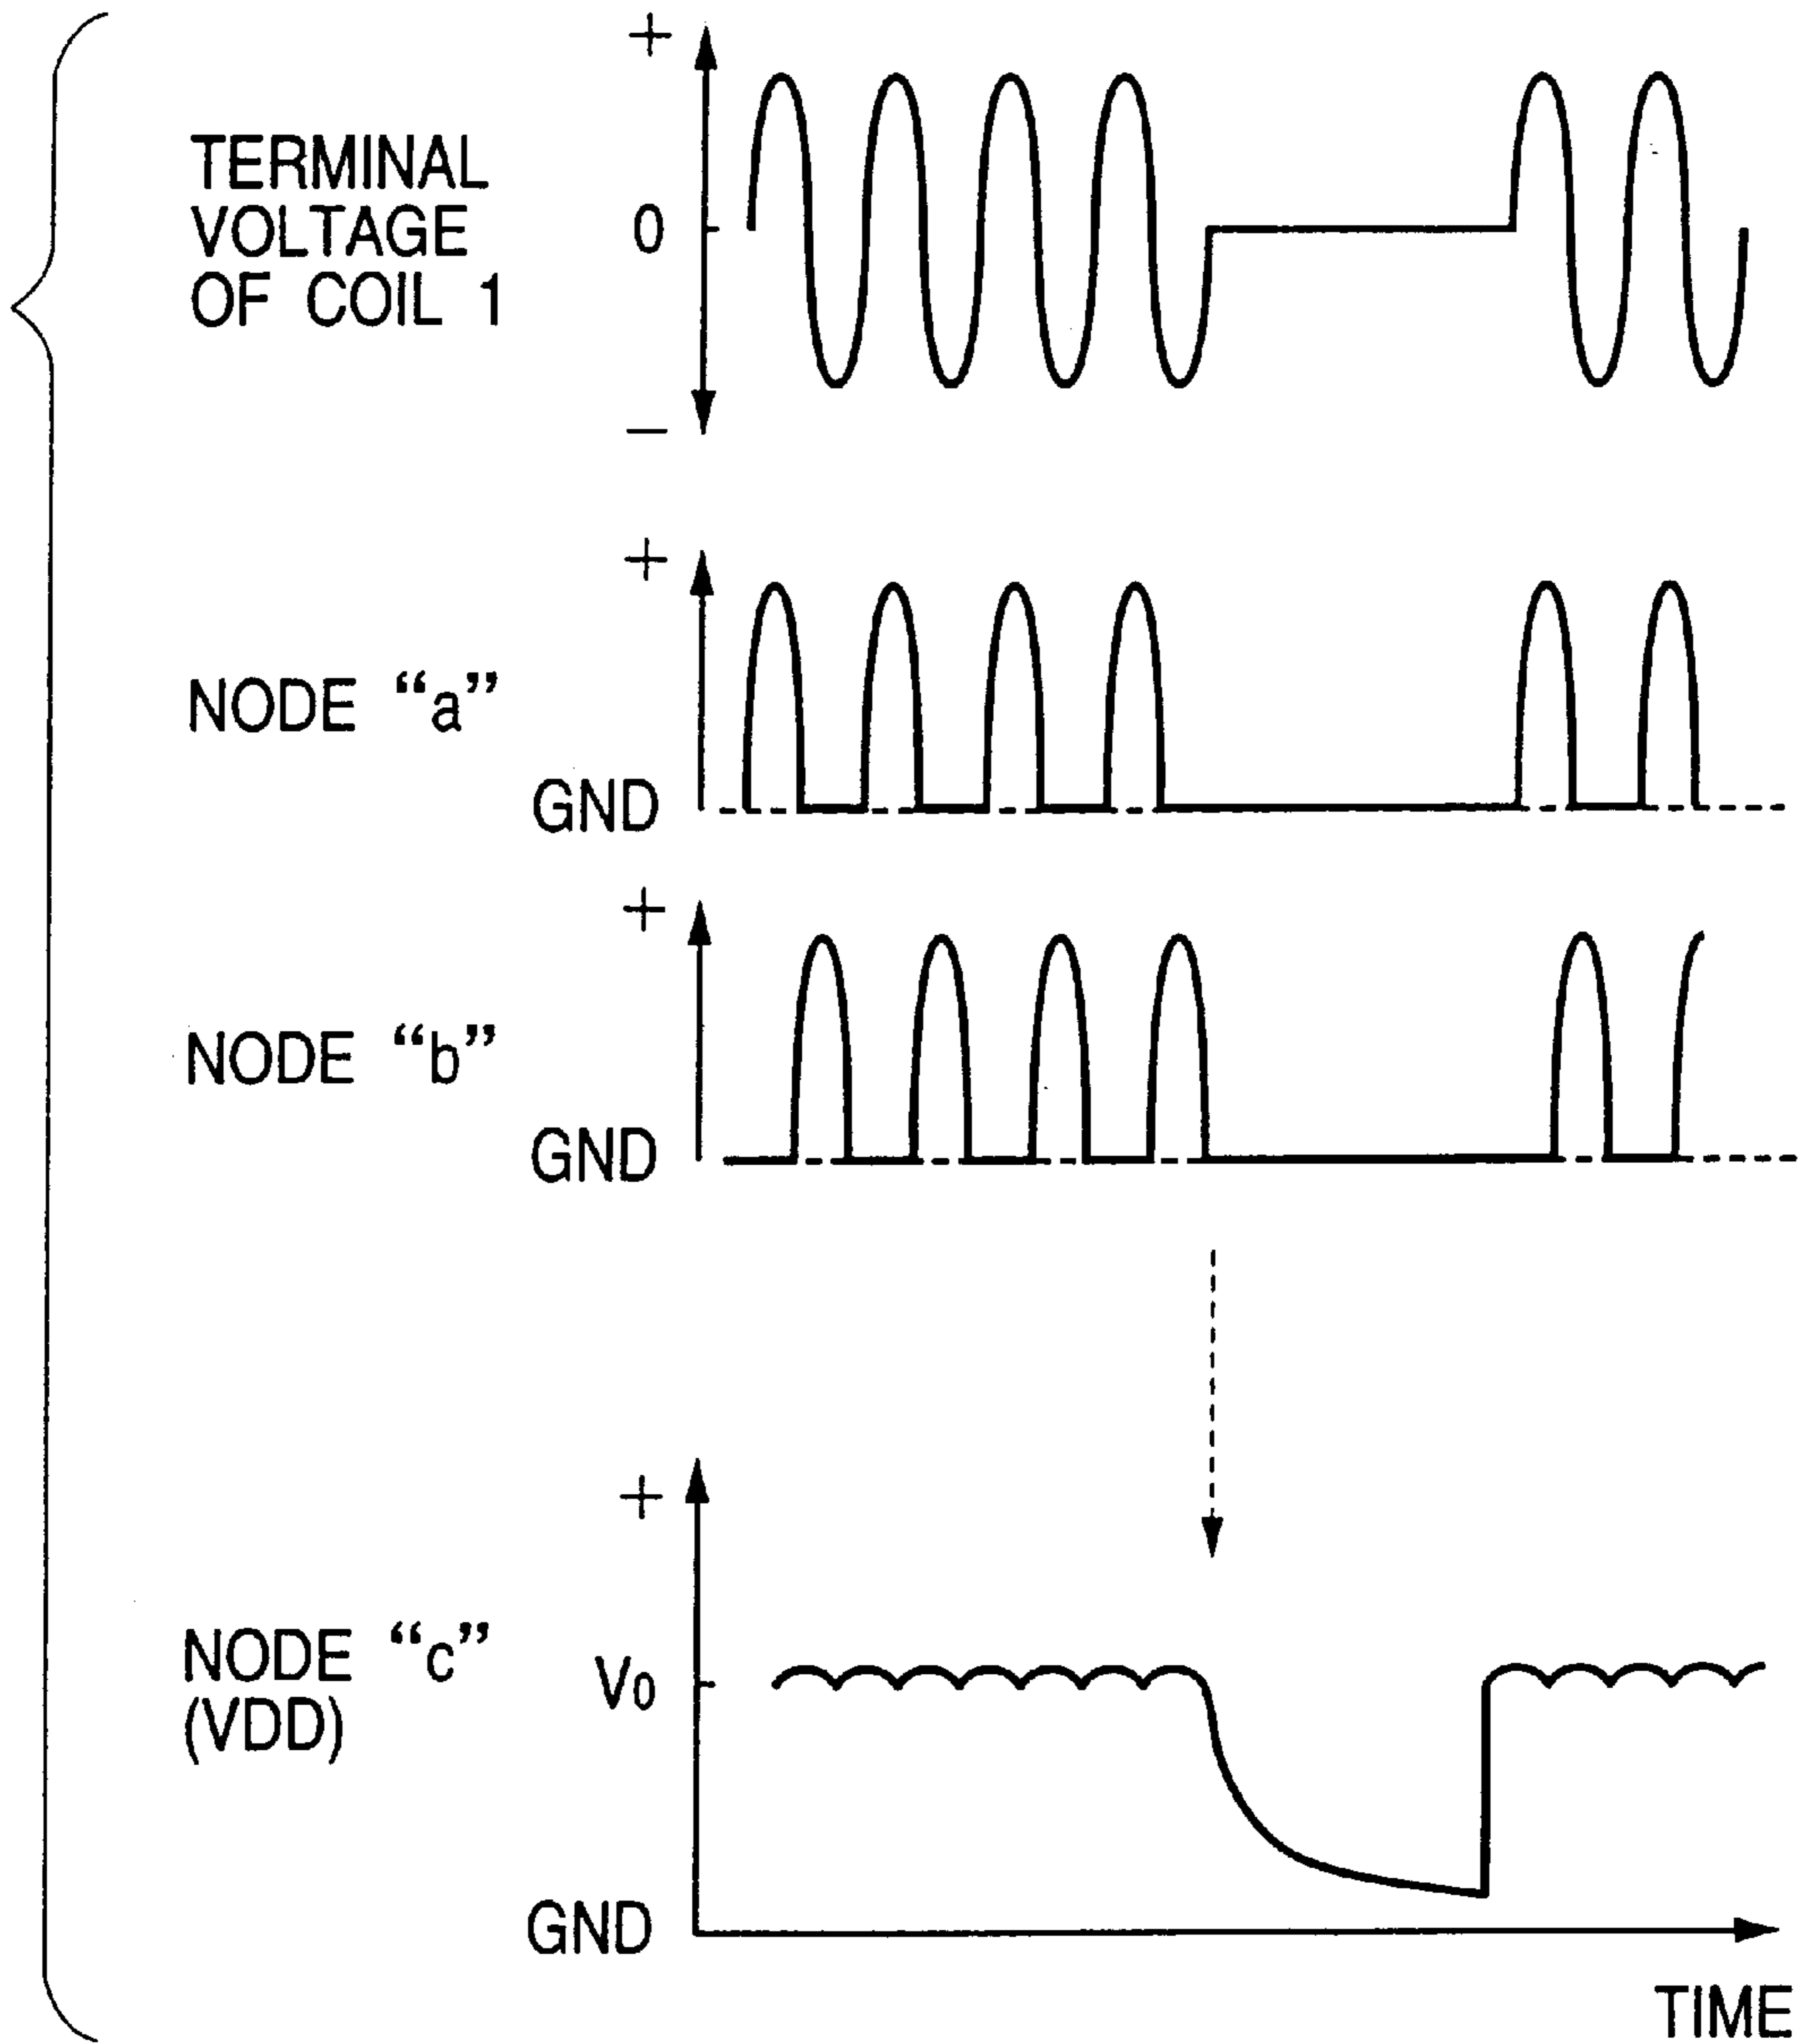 +
TERMINAL
VOLTAGE
OF COIL 1
0
−
+
NODE “a”
GND
+
NODE “b”
GND
+
NODE “c”
(VDD)
V0
GND
TIME